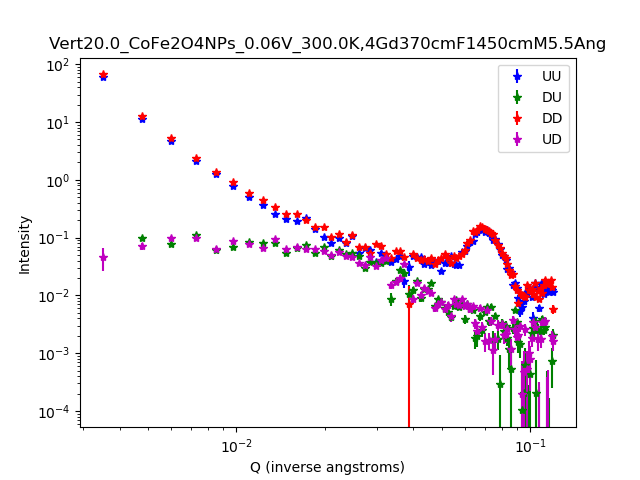 Vert20.0_CoFe2O4NPs_0.06V_300.0K,4Gd370cmF1450cmM5.5Ang
10²
10¹
10⁰
10⁻¹
10⁻²
10⁻³
10⁻⁴
Intensity
UU
DU
DD
UD
10⁻²
10⁻¹
Q (inverse angstroms)